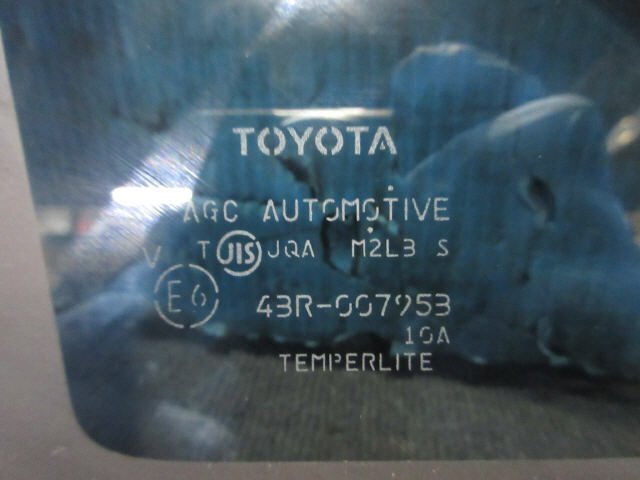 TOYOTA
AGC AUTOMOTIVE
V T JIS JQA M2L3 S
E6 43R-007953
10A
TEMPERLITE